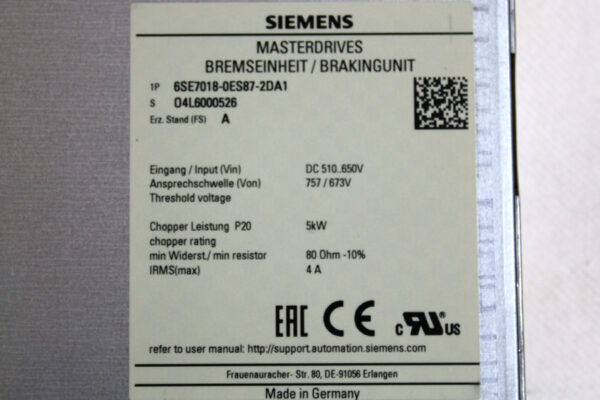 SIEMENS
MASTERDRIVES
BREMSEINHEIT / BRAKINGUNIT
1P 6SE7018-0ES87-2DA1
S O4L6000526
Erz. Stand (FS) A
Eingang / Input (Vin) DC 510..650V
Ansprechschwelle (Von) 757 / 673V
Threshold voltage
Chopper Leistung P20 5kW
chopper rating
min Widerst./ min resistor 80 Ohm -10%
IRMS(max) 4 A
EAC CE c RU US
refer to user manual: http://support.automation.siemens.com
Frauenauracher- Str. 80, DE-91056 Erlangen
Made in Germany